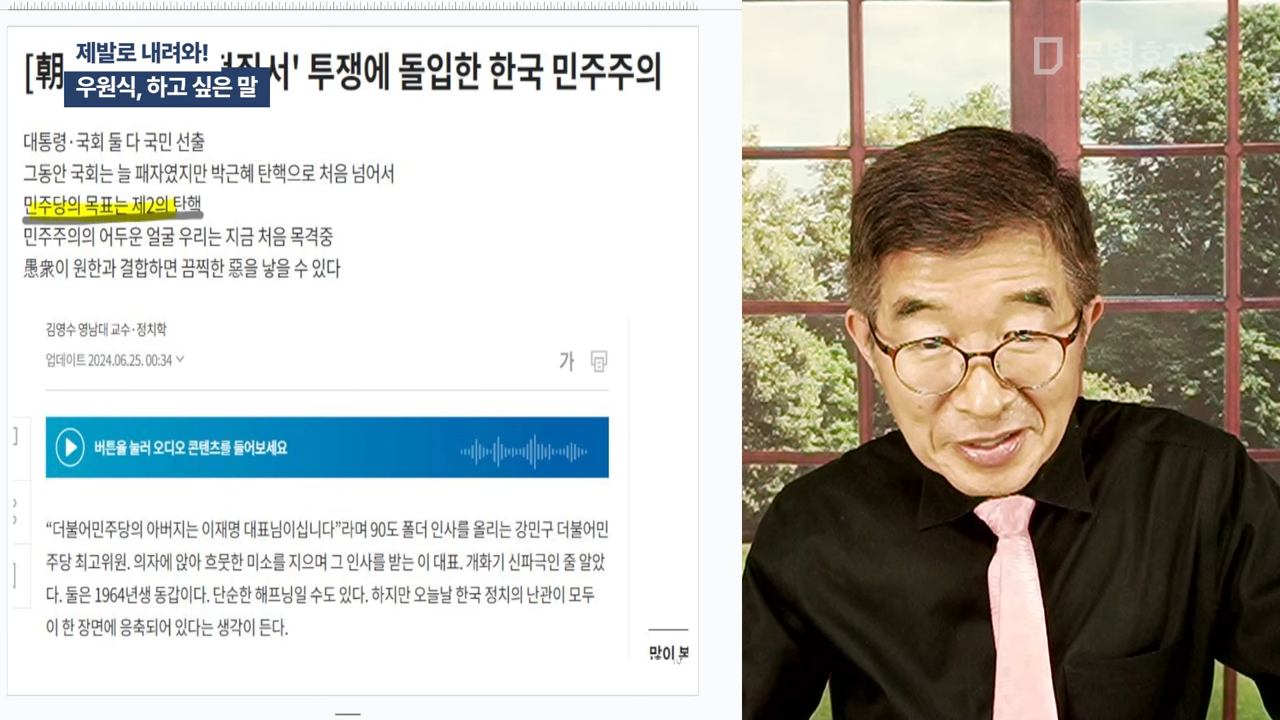 제발로 내려와!
우원식, 하고 싶은 말
[朝
' 투쟁에 돌입한 한국 민주주의
대통령·국회 둘 다 국민 선출
그동안 국회는 늘 패자였지만 박근혜 탄핵으로 처음 넘어서
민주당의 목표는 제2의 탄핵
민주주의의 어두운 얼굴 우리는 지금 처음 목격중
愚衆이 원한과 결합하면 끔찍한 惡을 낳을 수 있다
김영수 영남대 교수·정치학
업데이트 2024.06.25. 00:34
가
버튼을 눌러 오디오 콘텐츠를 들어보세요
“더불어민주당의 아버지는 이재명 대표님이십니다”라며 90도 폴더 인사를 올리는 강민구 더불어민
주당 최고위원. 의자에 앉아 흐뭇한 미소를 지으며 그 인사를 받는 이 대표. 개화기 신파극인 줄 알았
다. 둘은 1964년생 동갑이다. 단순한 해프닝일 수도 있다. 하지만 오늘날 한국 정치의 난관이 모두
이 한 장면에 응축되어 있다는 생각이 든다.
많이
공병호TV